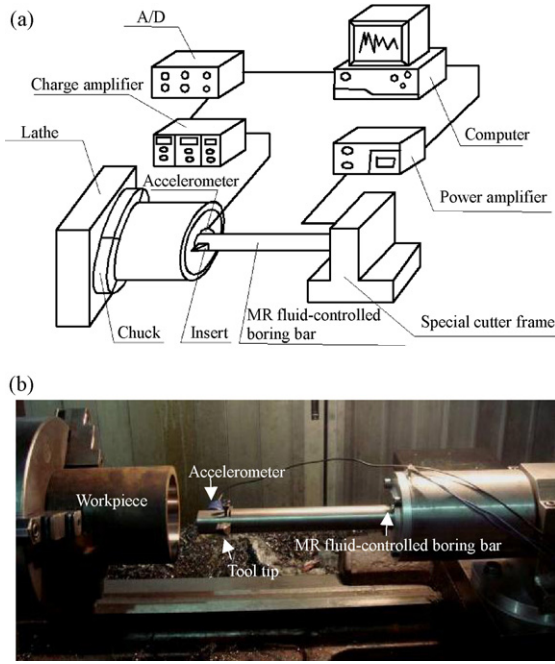 (a)
A/D
Charge amplifier
Lathe
Accelerometer
Computer
Power amplifier
MR fluid-controlled
boring bar
Special cutter frame
Chuck
Insert
(b)
Accelerometer
Workpiece
MR fluid-controlled boring bar
Tool tip